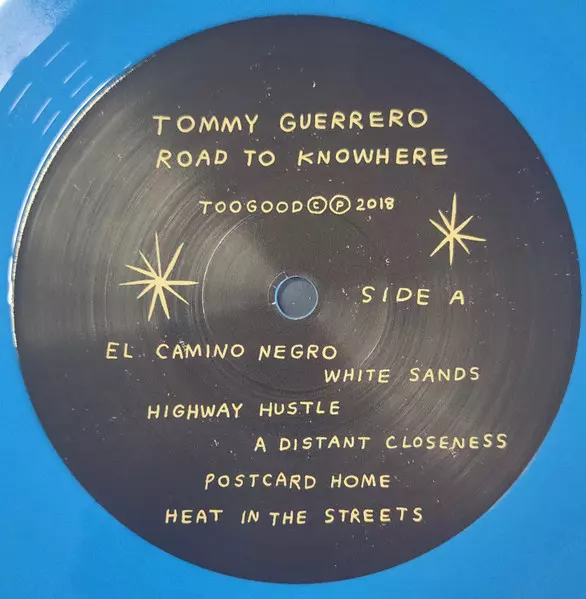 TOMMY GUERRERO
ROAD TO KNOWHERE
TOOGOOD Ⓒ Ⓟ 2018
SIDE A
EL CAMINO NEGRO
WHITE SANDS
HIGHWAY HUSTLE
A DISTANT CLOSENESS
POSTCARD HOME
HEAT IN THE STREETS